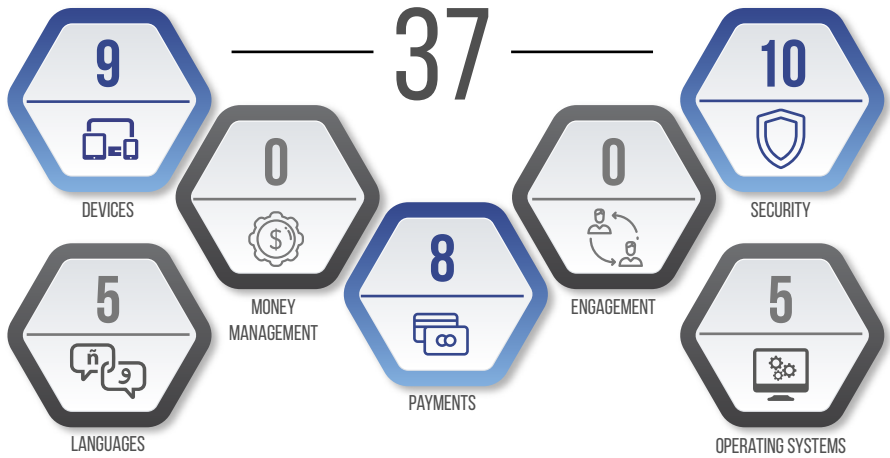 37
9
DEVICES
0
MONEY
MANAGEMENT
8
PAYMENTS
0
ENGAGEMENT
10
SECURITY
5
ñ
و
LANGUAGES
$
5
OPERATING SYSTEMS